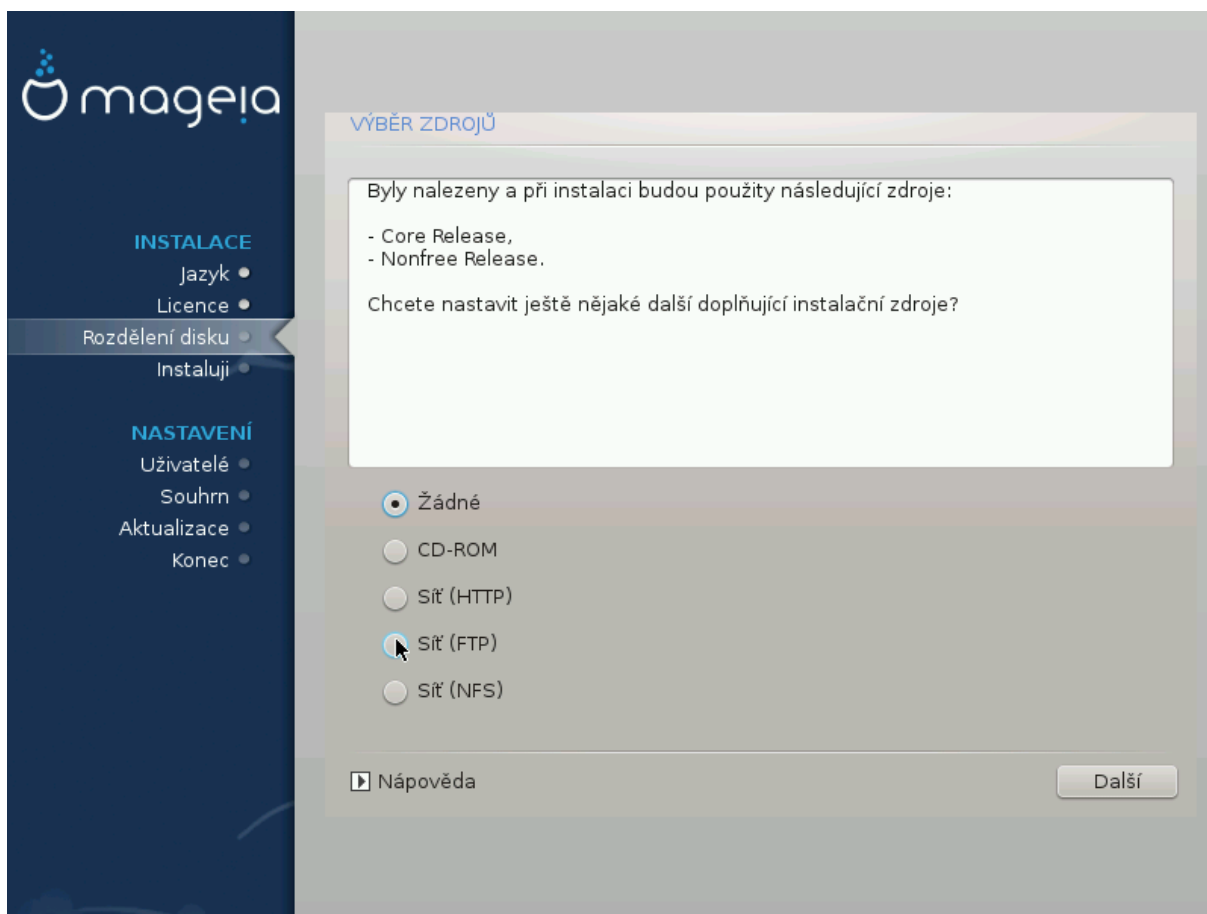 mageia
INSTALACE
Jazyk
Licence
Rozdělení disku
Instaluji
NASTAVENÍ
Uživatelé
Souhrn
Aktualizace
Konec
VÝBĚR ZDROJŮ
Byly nalezeny a při instalaci budou použity následující zdroje:
- Core Release,
- Nonfree Release.
Chcete nastavit ještě nějaké další doplňující instalační zdroje?
Žádné
CD-ROM
Síť (HTTP)
Síť (FTP)
Síť (NFS)
Nápověda
Další